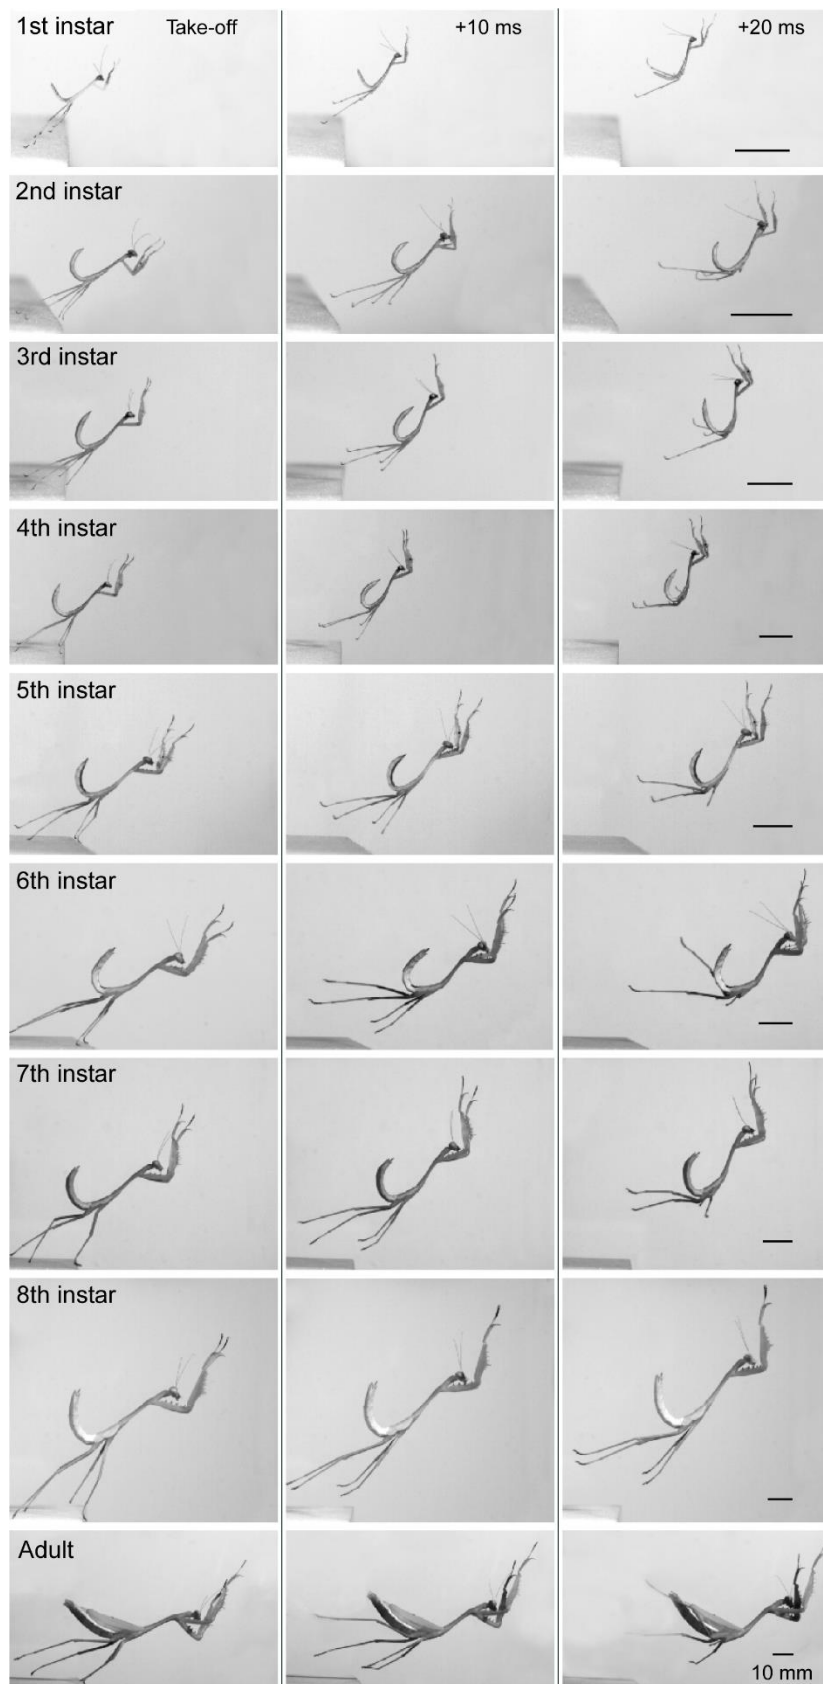 1st instar Take-off +10 ms +20 ms
2nd instar
3rd instar
4th instar
5th instar
6th instar
7th instar
8th instar
Adult
10 mm